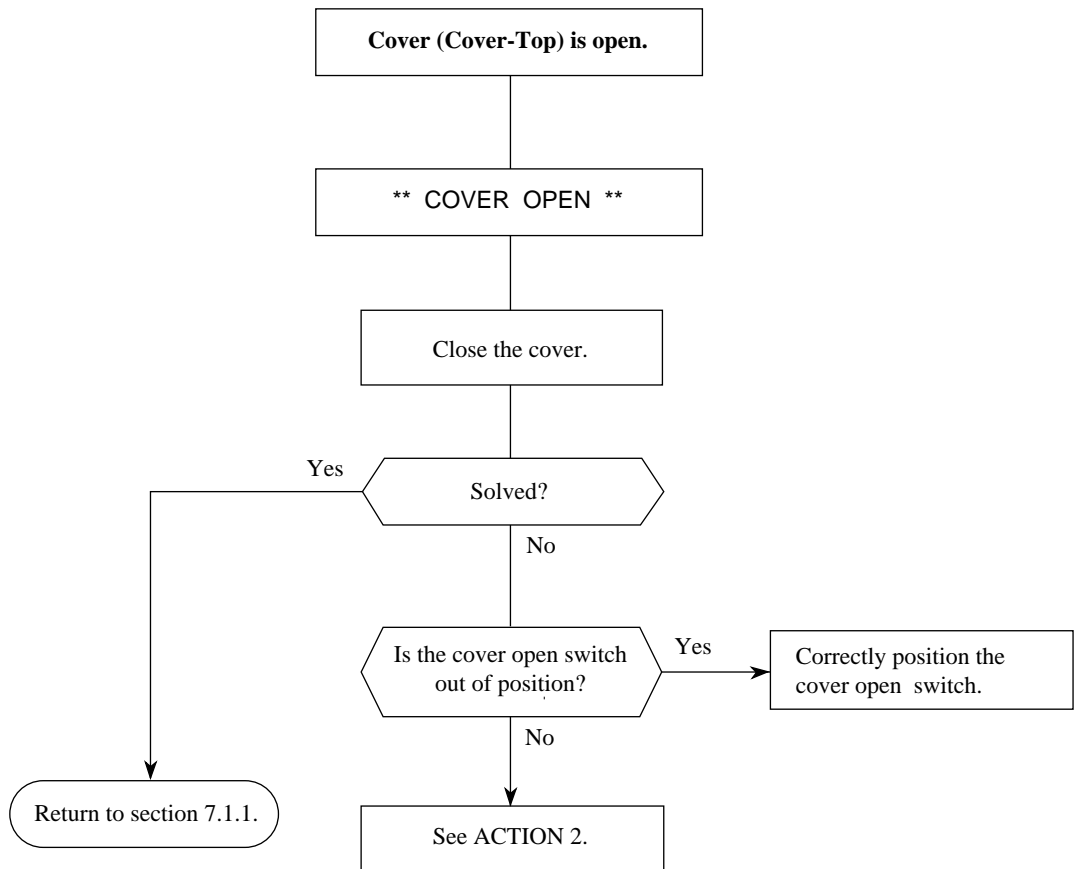 Cover (Cover-Top) is open.
** COVER OPEN **
Close the cover.
Yes
Solved?
No
Is the cover open switch
out of position?
Yes
Correctly position the
cover open switch.
No
Return to section 7.1.1.
See ACTION 2.